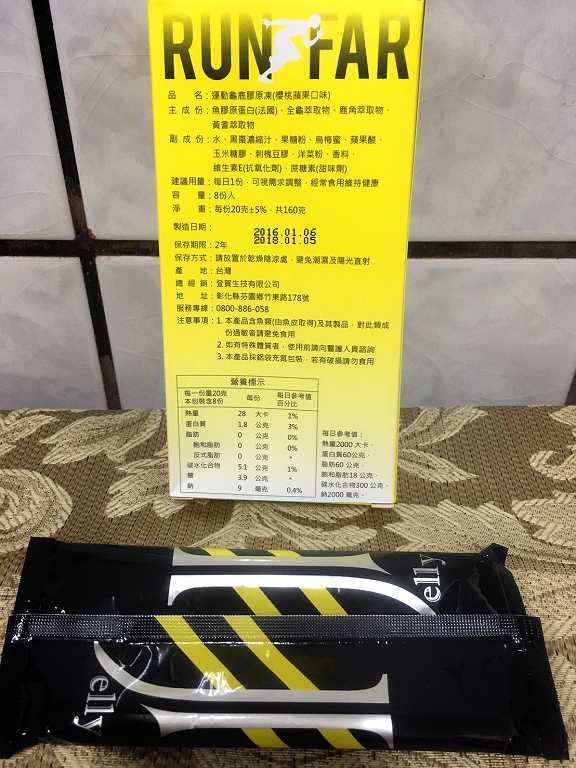 RUN FAR
品 名：運動龜鹿膠原凍(櫻桃蘋果口味)
主 成 份：魚膠原蛋白(法國)、全龜萃取物、鹿角萃取物、
黃耆萃取物
副 成 份：水、黑棗濃縮汁、果糖粉、烏梅蜜、蘋果酸、
玉米糖膠、刺槐豆膠、洋菜粉、香料、
維生素E(抗氧化劑)、蔗糖素(甜味劑)
建議用量：每日1份，可視需求調整，經常食用維持健康
容 量：8份入
淨 重：每份20克±5%，共160克
製造日期：
2016.01.06
2018.01.05
保存期限：2年
保存方式：請放置於乾燥陰涼處，避免潮濕及陽光直射
產 地：台灣
總 經 銷：登賀生技有限公司
地 址：彰化縣芬園鄉竹東路178號
服務專線：0800-886-058
注意事項：1. 本產品含魚類(由魚皮取得)及其製品，對此類成
份過敏者請避免食用
2. 如有特殊體質者，使用前請向醫護人員諮詢
3. 本產品採鋁袋充氮包裝，若有破損請勿食用
營養標示
每一份量20克
本包裝含8份
每份 每日參考值
百分比
熱量 28 大卡 1%
蛋白質 1.8 公克 3%
脂肪 0 公克 0%
飽和脂肪 0 公克 0%
反式脂肪 0 公克 *
碳水化合物 5.1 公克 1%
糖 3.9 公克 *
鈉 9 毫克 0.4%
每日參考值：
熱量2000 大卡、
蛋白質60公克、
脂肪60 公克、
飽和脂肪18 公克、
碳水化合物300 公克、
鈉2000 毫克。
elly
elly